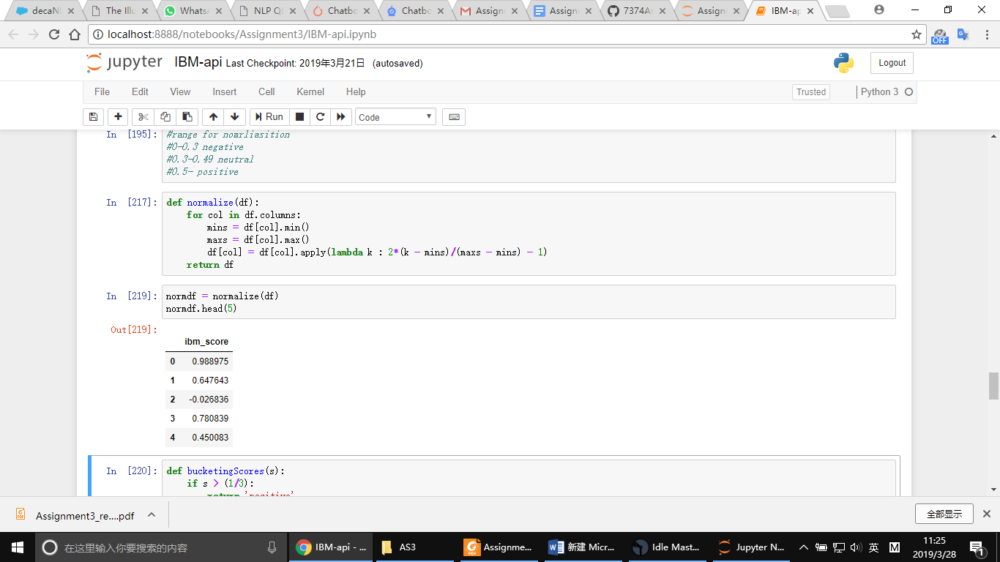 decaN
The Illu
WhatsA
NLP Q&
Chatbo
Chatbo
Assign
Assign
7374As
Assign
IBM-ap
localhost:8888/notebooks/Assignment3/IBM-api.ipynb
OFF
jupyter IBM-api Last Checkpoint: 2019年3月21日 (autosaved)
Logout
File Edit View Insert Cell Kernel Help
Trusted
Python 3
Run
Code
In [195]:
#range for nomrliasition
#0-0.3 negative
#0.3-0.49 neutral
#0.5- positive
In [217]:
def normalize(df):
for col in df.columns:
mins = df[col].min()
maxs = df[col].max()
df[col] = df[col].apply(lambda k : 2*(k - mins)/(maxs - mins) - 1)
return df
In [219]:
normdf = normalize(df)
normdf.head(5)
Out[219]:
ibm_score
0 0.988975
1 0.647643
2 -0.026836
3 0.780839
4 0.450083
In [220]:
def bucketingScores(s):
if s > (1/3):
return 'positive'
Assignment3_re....pdf
全部显示
在这里输入你要搜索的内容
IBM-api - ...
AS3
Assignme...
新建 Micr...
Idle Mast...
Jupyter N...
英
M
11:25
2019/3/28
1